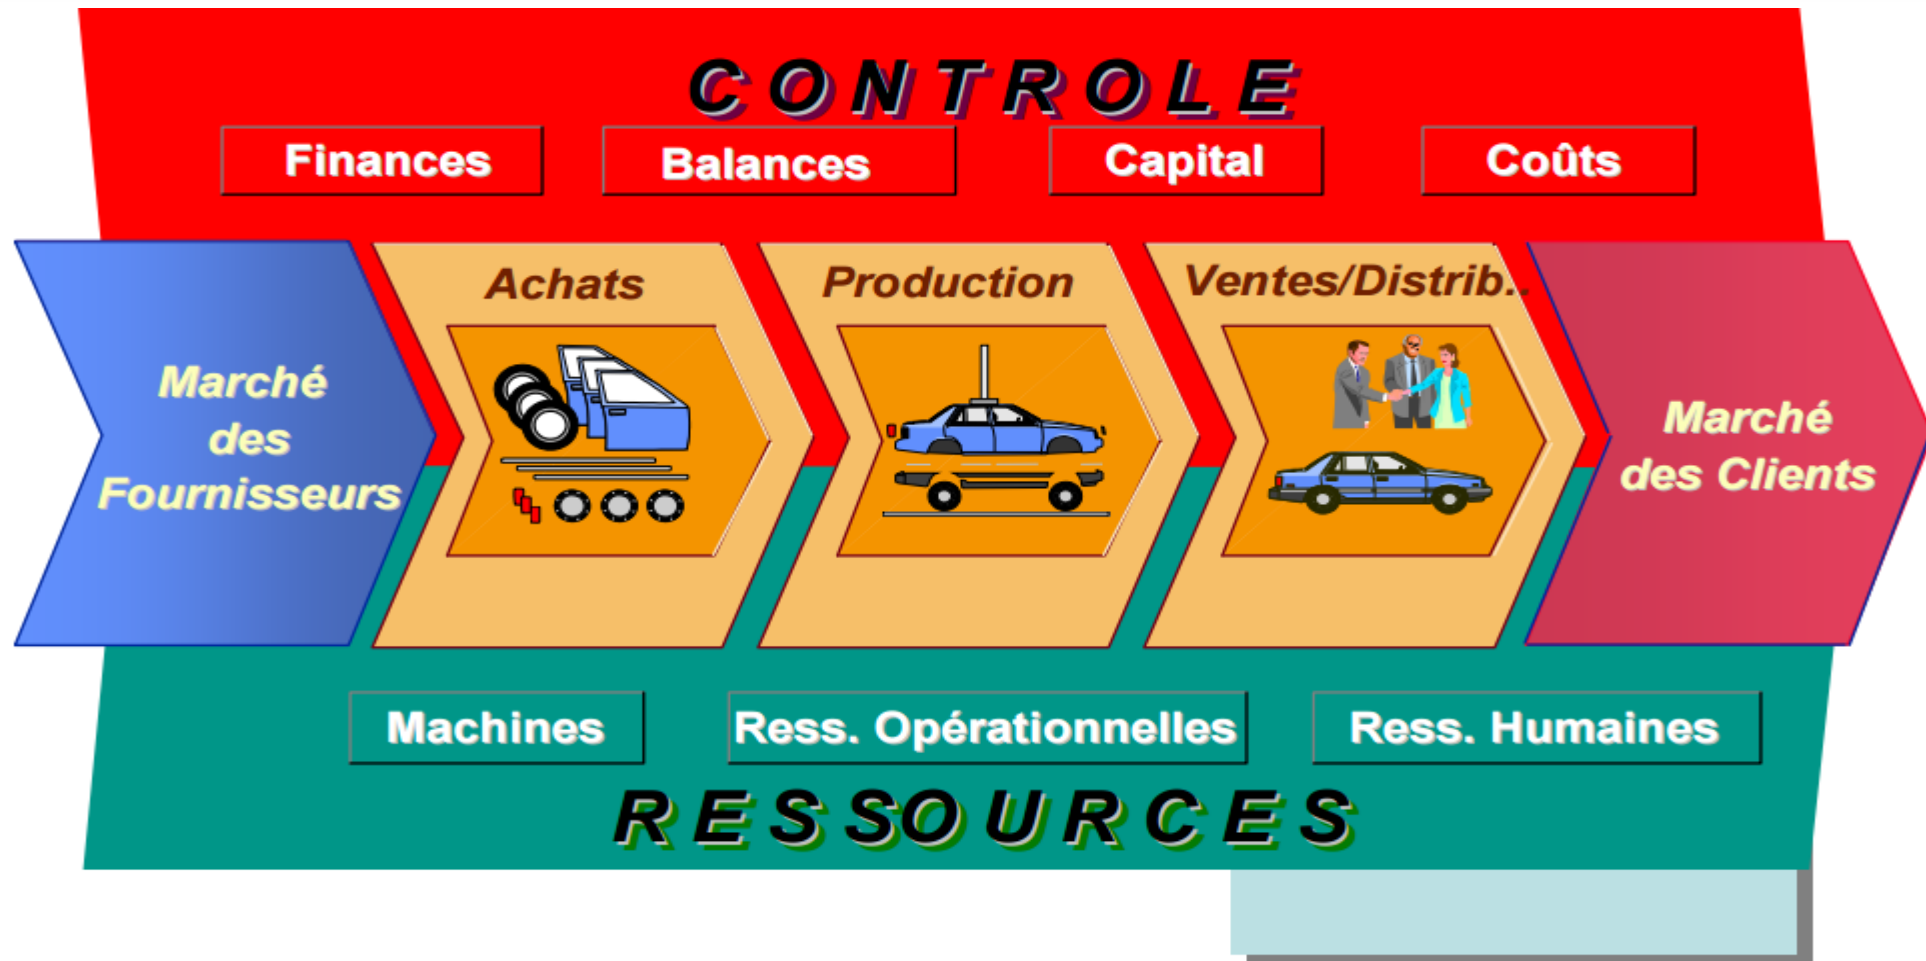 CONTROLE
Finances
Balances
Capital
Coûts
Achats
Production
Ventes/Distrib..
Marché
des
Fournisseurs
Marché
des Clients
Machines
Ress. Opérationnelles
Ress. Humaines
RESSOURCES